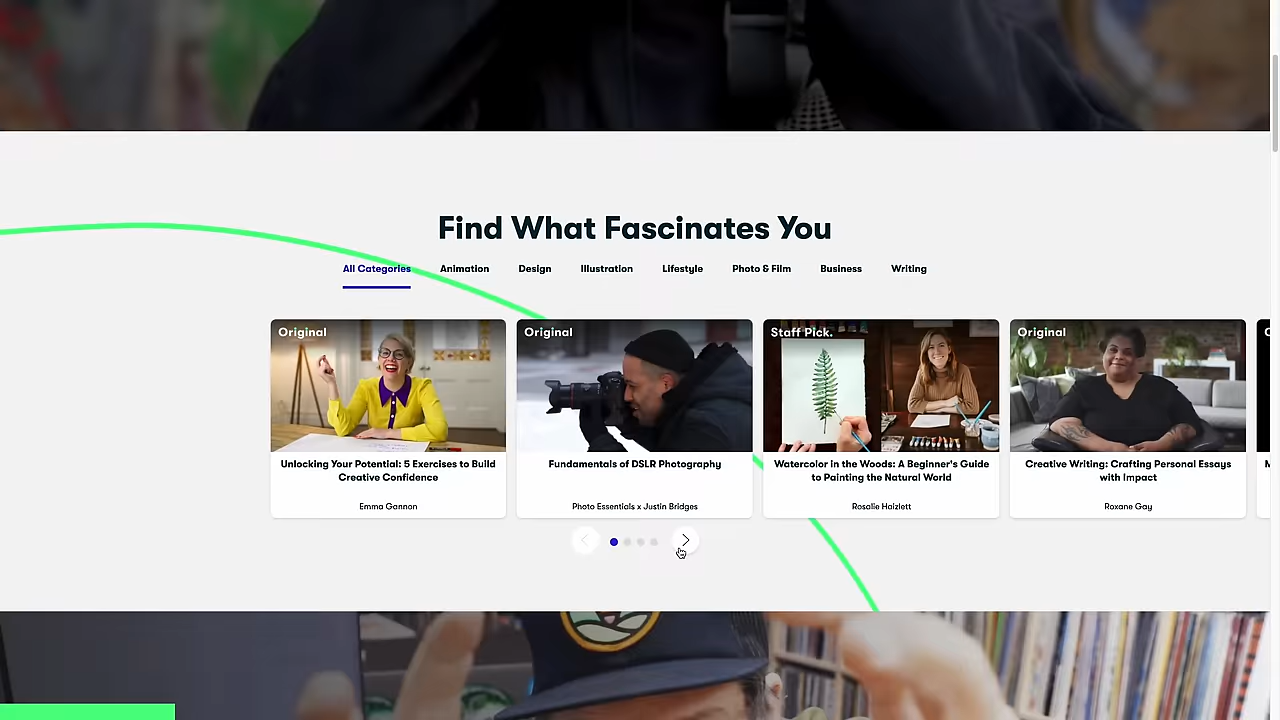 Find What Fascinates You
All Categories Animation Design Illustration Lifestyle Photo & Film Business Writing
Original
Unlocking Your Potential: 5 Exercises to Build
Creative Confidence
Emma Gannon
Original
Fundamentals of DSLR Photography
Photo Essentials x Justin Bridges
Staff Pick.
Watercolor in the Woods: A Beginner's Guide
to Painting the Natural World
Rosalie Haizlett
Original
Creative Writing: Crafting Personal Essays
with Impact
Roxane Gay